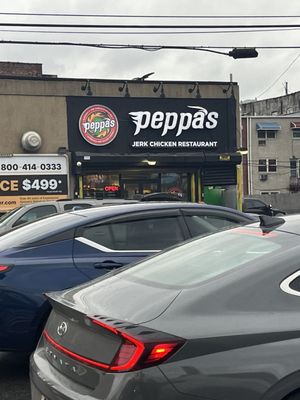 peppa's
peppa's
JERK CHICKEN RESTAURANT
800-414-0333
CE $499*
OPEN